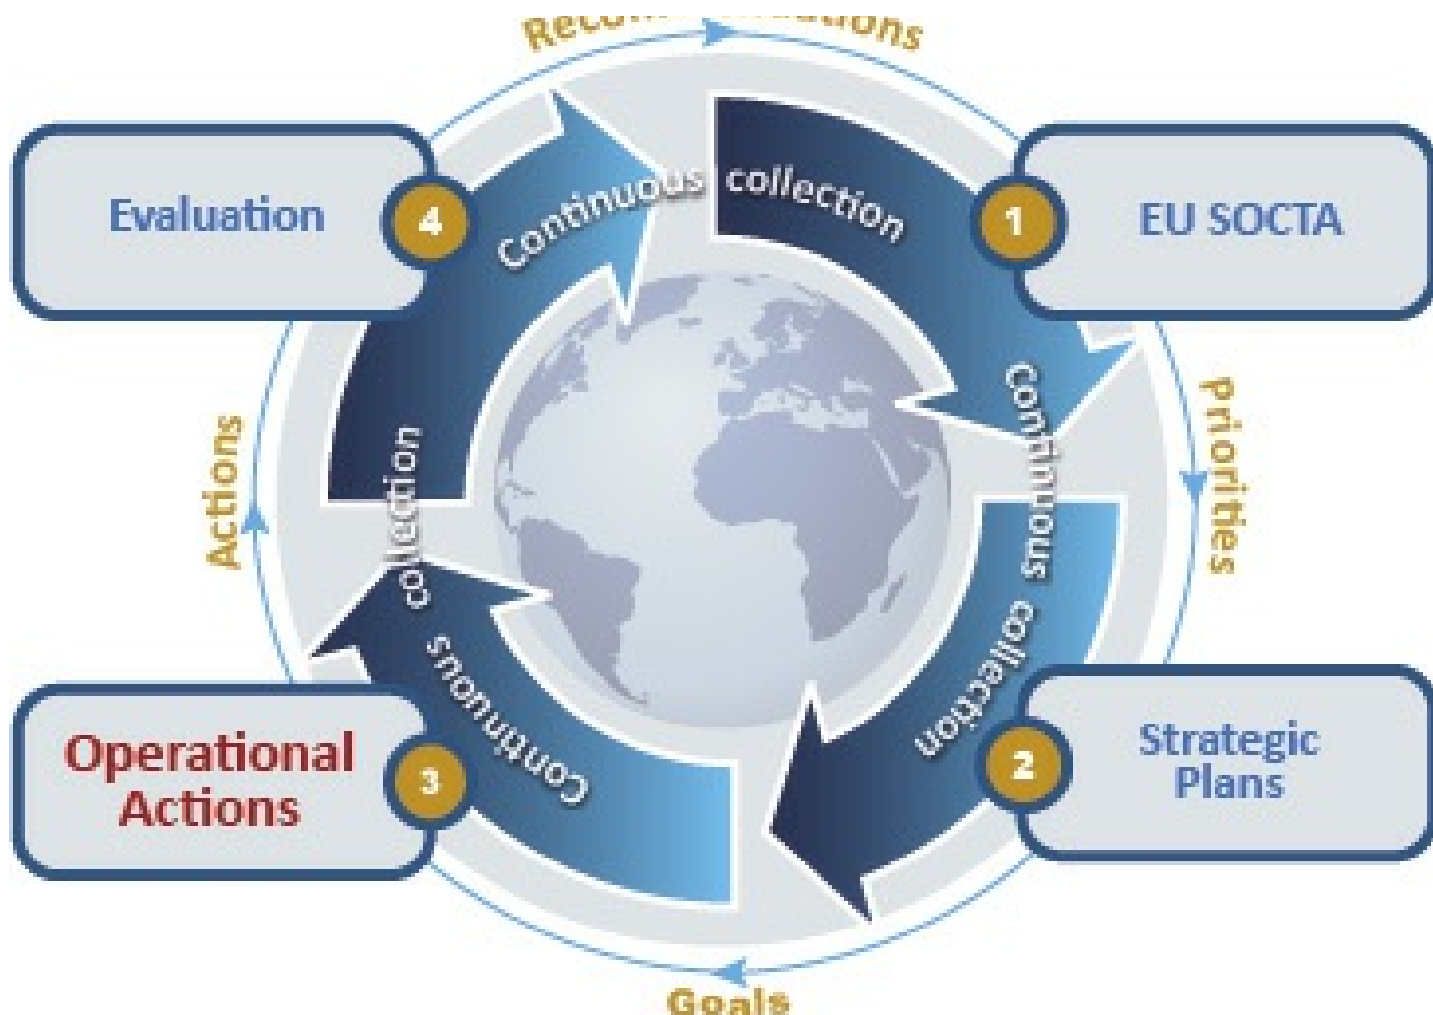 Evaluation
4
1
EU SOCTA
Continuous collection
Priorities
Continuous collection
2
Strategic
Plans
Goals
Continuous collection
3
Operational
Actions
Actions